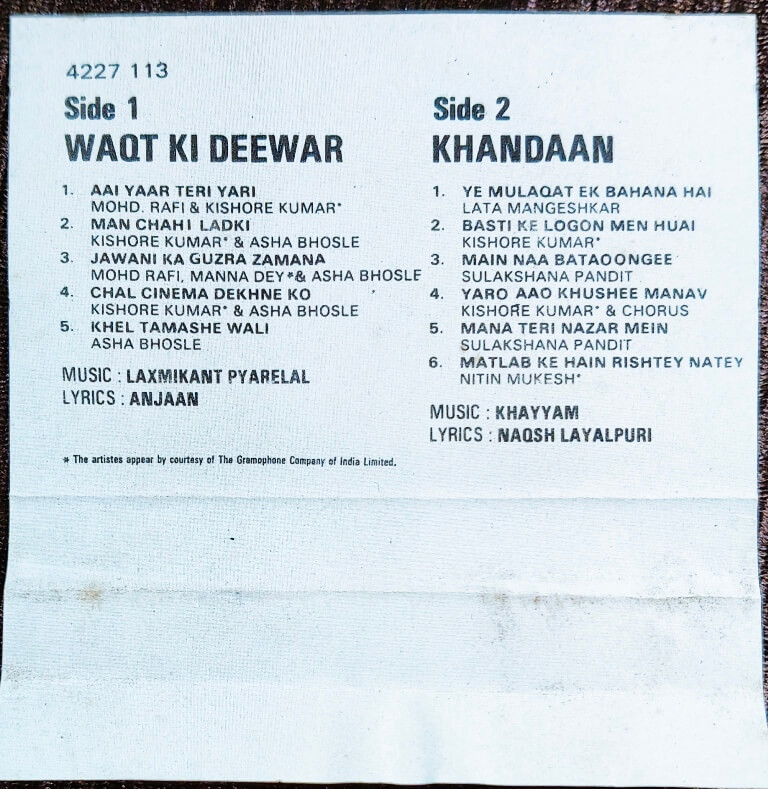 4227 113
Side 1
WAQT KI DEEWAR
1. AAI YAAR TERI YARI
MOHD. RAFI & KISHORE KUMAR*
2. MAN CHAHI LADKI
KISHORE KUMAR* & ASHA BHOSLE
3. JAWANI KA GUZRA ZAMANA
MOHD RAFI, MANNA DEY*& ASHA BHOSLE
4. CHAL CINEMA DEKHNE KO
KISHORE KUMAR* & ASHA BHOSLE
5. KHEL TAMASHE WALI
ASHA BHOSLE
MUSIC : LAXMIKANT PYARELAL
LYRICS : ANJAAN
* The artistes appear by courtesy of The Gramophone Company of India Limited.
Side 2
KHANDAAN
1. YE MULAQAT EK BAHANA HAI
LATA MANGESHKAR
2. BASTI KE LOGON MEN HUAI
KISHORE KUMAR*
3. MAIN NAA BATAOONGEE
SULAKSHANA PANDIT
4. YARO AAO KHUSHEE MANAV
KISHORE KUMAR* & CHORUS
5. MANA TERI NAZAR MEIN
SULAKSHANA PANDIT
6. MATLAB KE HAIN RISHTEY NATEY
NITIN MUKESH*
MUSIC : KHAYYAM
LYRICS : NAQSH LAYALPURI